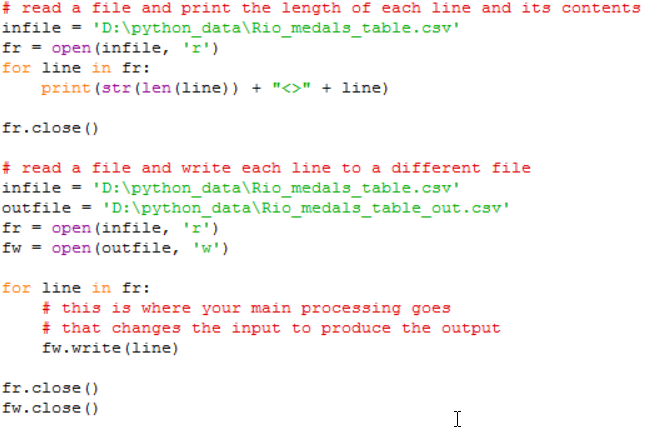 # read a file and print the length of each line and its contents
infile = 'D:\python_data\Rio_medals_table.csv'
fr = open(infile, 'r')
for line in fr:
    print(str(len(line)) + "<>" + line)

fr.close()

# read a file and write each line to a different file
infile = 'D:\python_data\Rio_medals_table.csv'
outfile = 'D:\python_data\Rio_medals_table_out.csv'
fr = open(infile, 'r')
fw = open(outfile, 'w')

for line in fr:
    # this is where your main processing goes
    # that changes the input to produce the output
    fw.write(line)

fr.close()
fw.close()